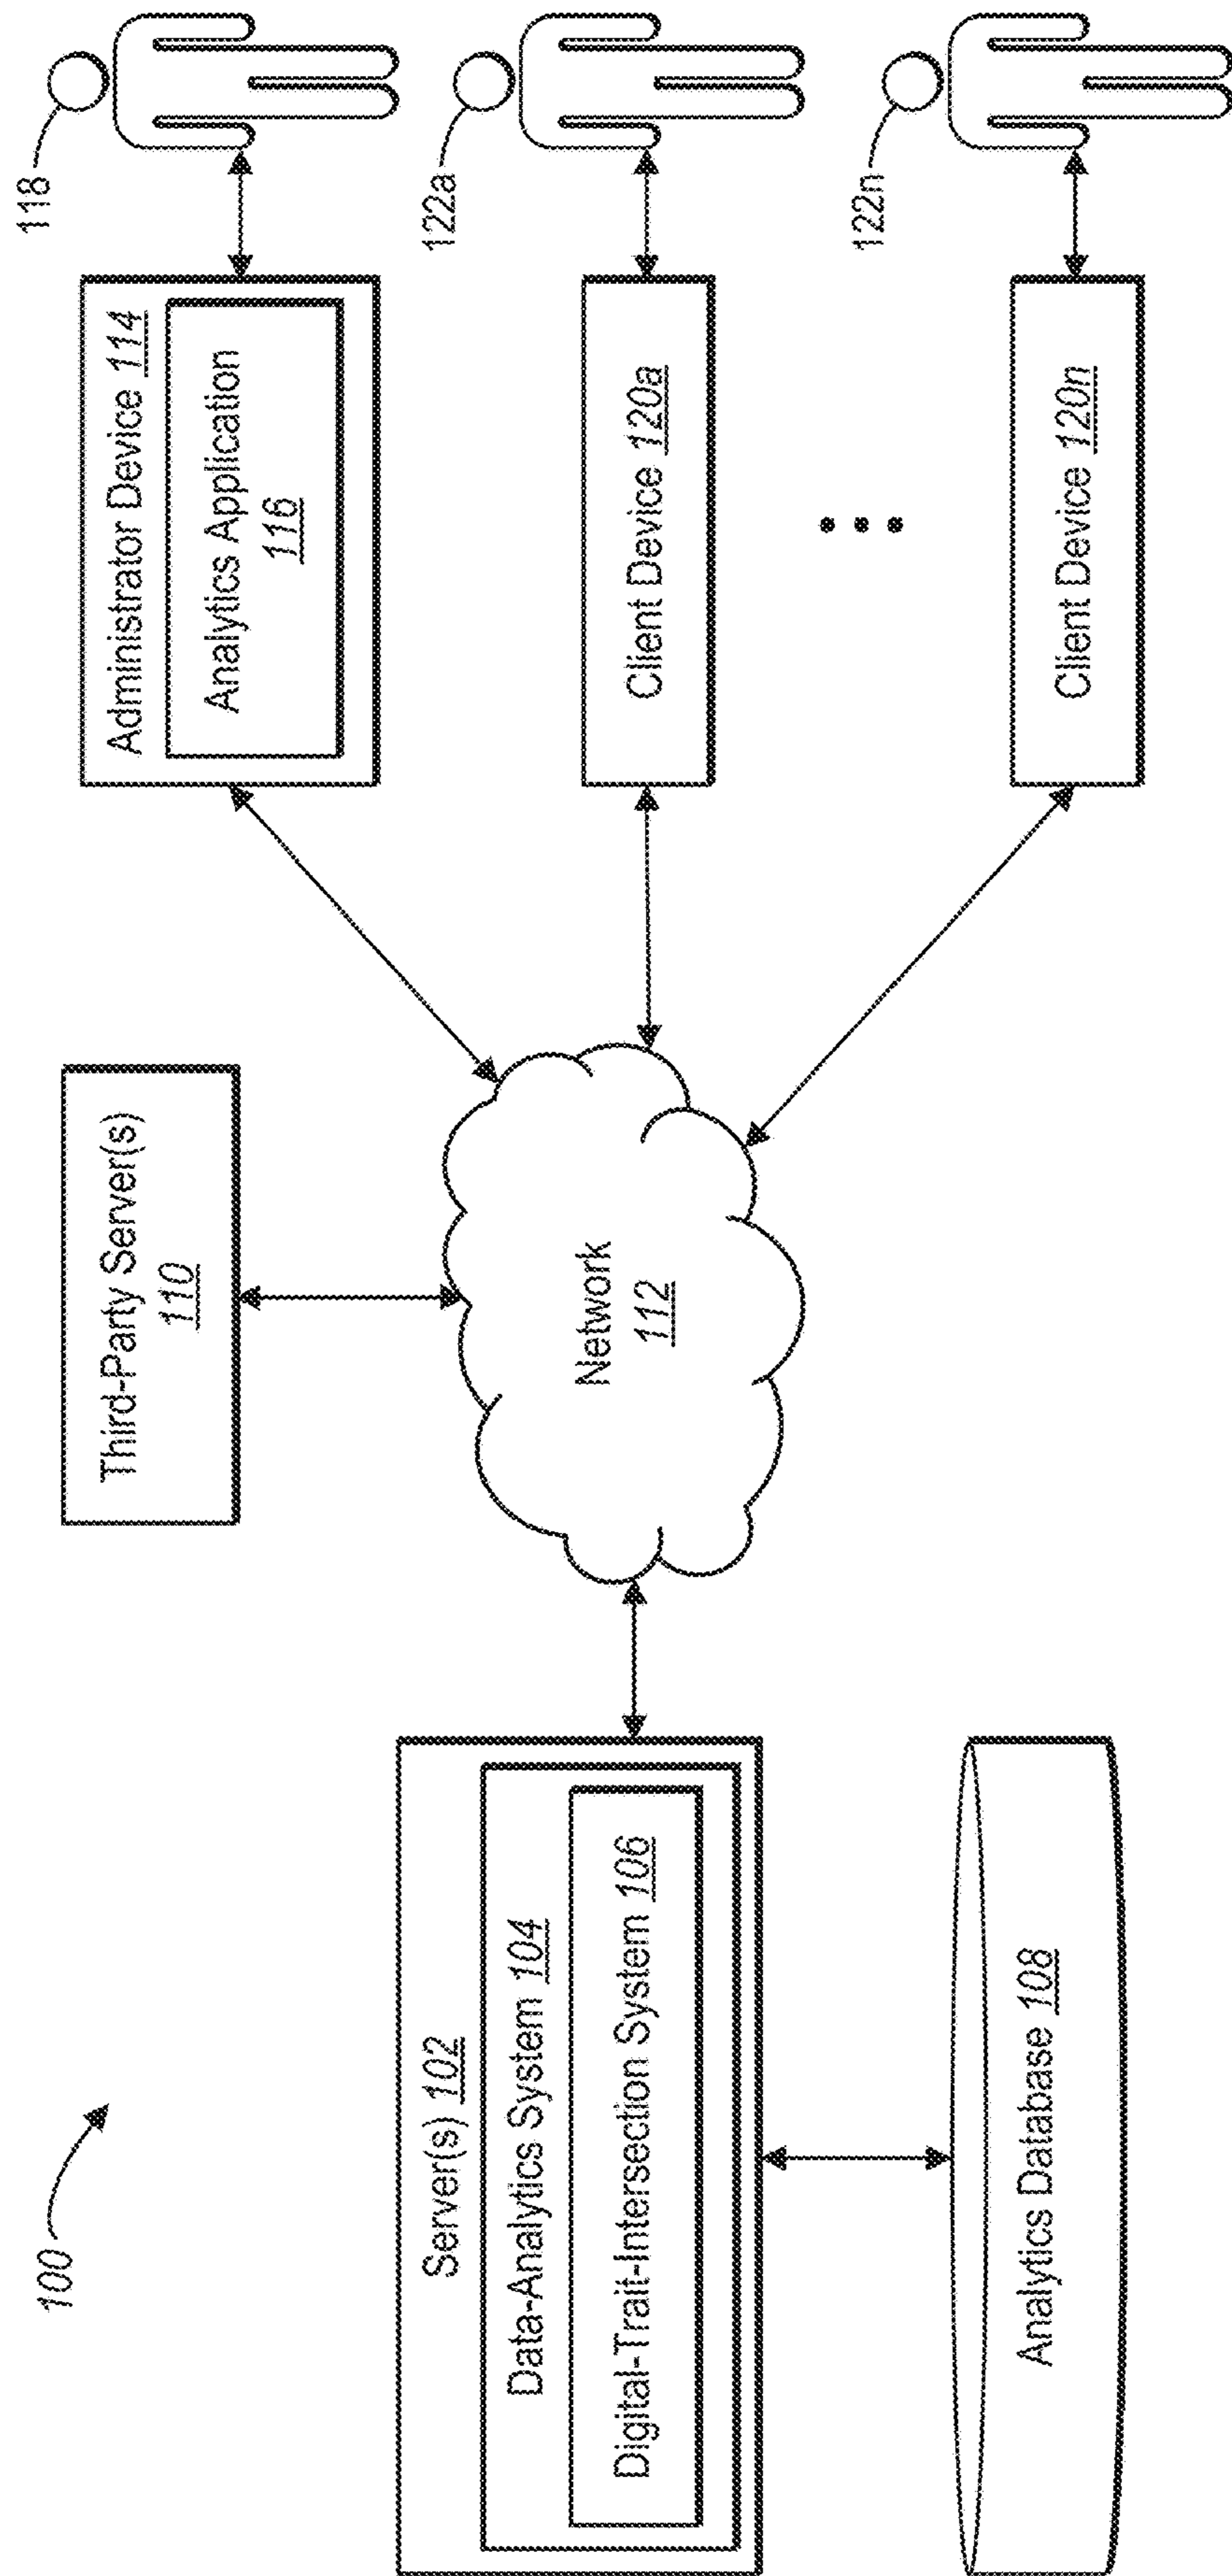 100
Server(s) 102
Data-Analytics System 104
Digital-Trait-Intersection System 106
Analytics Database 108
Third-Party Server(s)
110
Network
112
Administrator Device 114
Analytics Application
116
118
Client Device 120a
122a
Client Device 120n
122n